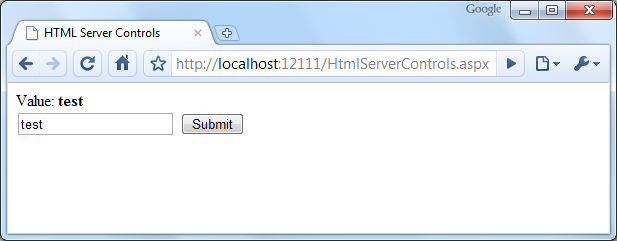 Google
HTML Server Controls
http://localhost:12111/HtmlServerControls.aspx
Value: test
test Submit